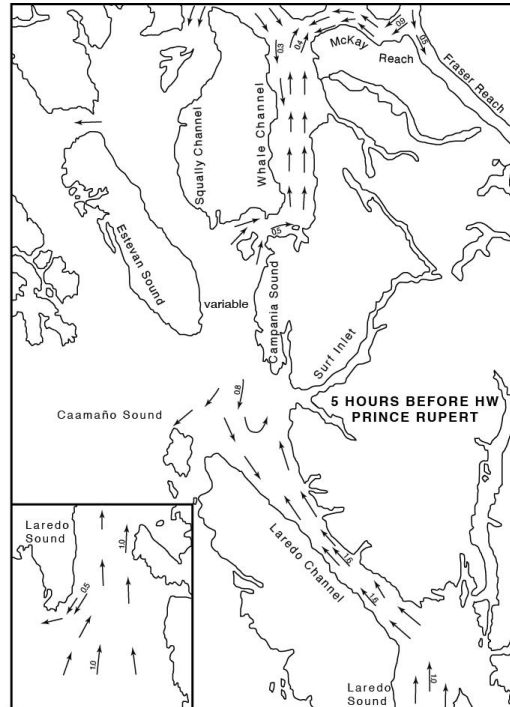 McKay
Reach
Fraser Reach
0.9
0.5
0.3
0.4
Squally Channel
Whale Channel
0.5
Estevan Sound
variable
Campania Sound
Surf Inlet
0.8
5 HOURS BEFORE HW
PRINCE RUPERT
Caamaño Sound
Laredo Channel
1.6
1.6
Laredo
Sound
1.0
Laredo
Sound
1.0
0.5
1.0